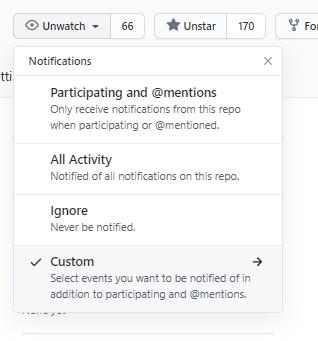 Unwatch 66 Unstar 170 Fo
Notifications
Participating and @mentions
Only receive notifications from this repo
when participating or @mentioned.
All Activity
Notified of all notifications on this repo.
Ignore
Never be notified.
Custom
Select events you want to be notified of in
addition to participating and @mentions.